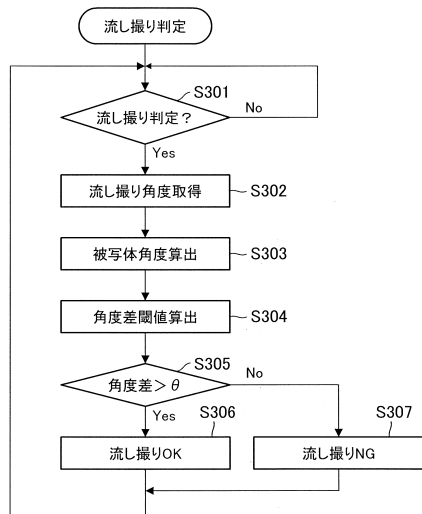 流し撮り判定
S301
流し撮り判定？
No
Yes
流し撮り角度取得
S302
被写体角度算出
S303
角度差閾値算出
S304
S305
角度差＞θ
No
Yes
S306
流し撮りOK
S307
流し撮りNG